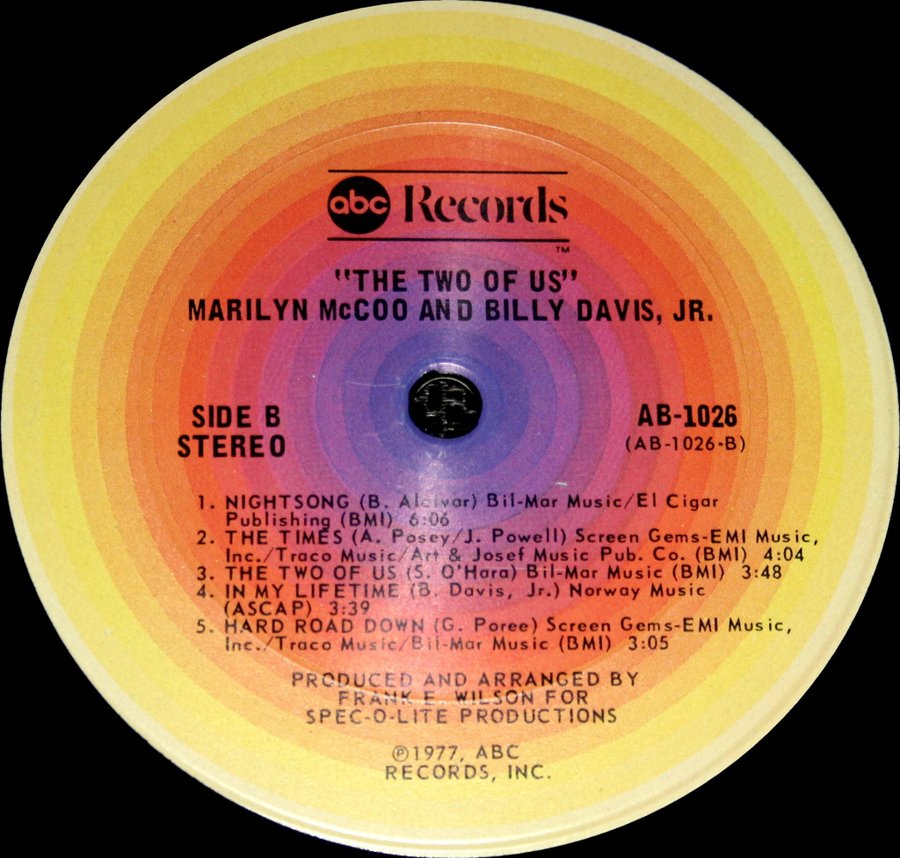 abc Records
TM
"THE TWO OF US"
MARILYN McCOO AND BILLY DAVIS, JR.
SIDE B
STEREO
AB-1026
(AB-1026-B)
1. NIGHTSONG (B. Alcivar) Bil-Mar Music/El Cigar
Publishing (BMI) 6:06
2. THE TIMES (A. Posey/J. Powell) Screen Gems-EMI Music,
Inc./Traco Music/Art & Josef Music Pub. Co. (BMI) 4:04
3. THE TWO OF US (S. O'Hara) Bil-Mar Music (BMI) 3:48
4. IN MY LIFETIME (B. Davis, Jr.) Norway Music
(ASCAP) 3:39
5. HARD ROAD DOWN (G. Poree) Screen Gems-EMI Music,
Inc./Traco Music/Bil-Mar Music (BMI) 3:05
PRODUCED AND ARRANGED BY
FRANK E. WILSON FOR
SPEC-O-LITE PRODUCTIONS
℗1977, ABC
RECORDS, INC.